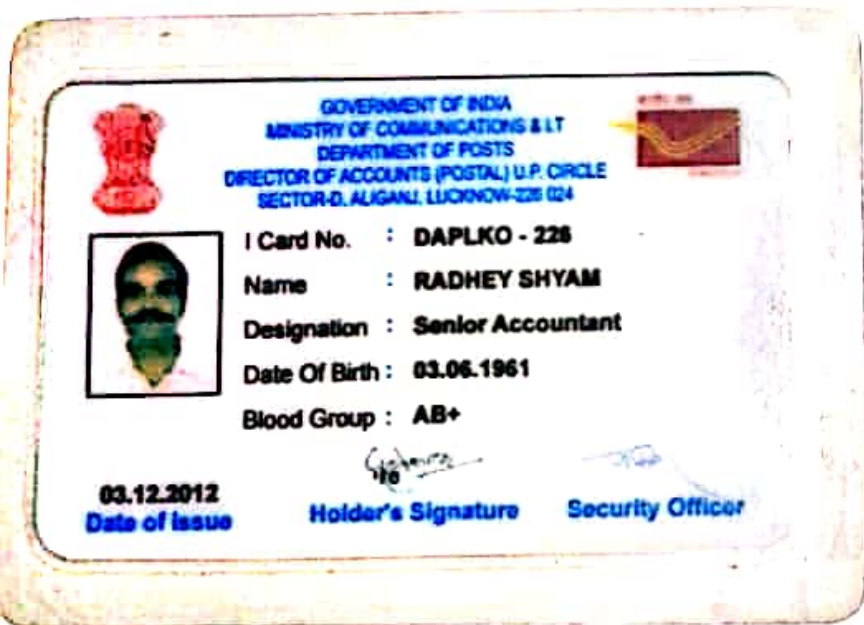 GOVERNMENT OF INDIA
MINISTRY OF COMMUNICATIONS & I.T
DEPARTMENT OF POSTS
DIRECTOR OF ACCOUNTS (POSTAL) U.P. CIRCLE
SECTOR-D, ALIGANJ, LUCKNOW-226 024
I Card No. : DAPLKO - 226
Name : RADHEY SHYAM
Designation : Senior Accountant
Date Of Birth : 03.06.1961
Blood Group : AB+
03.12.2012
Date of Issue
Holder's Signature
Security Officer